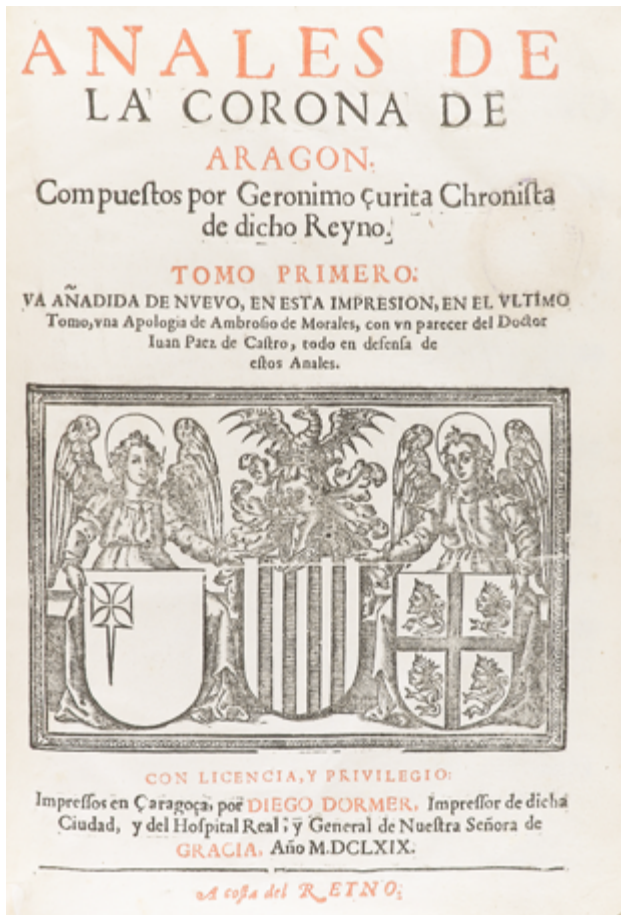 ANALES DE
LA CORONA DE
ARAGON.
Compueſtos por Geronimo Çurita Chroniſta
de dicho Reyno.
TOMO PRIMERO.
VA AÑADIDA DE NVEVO, EN ESTA IMPRESION, EN EL VLTIMO
Tomo, vna Apologia de Ambroſio de Morales, con vn parecer del Doctor
Iuan Paez de Caſtro, todo en defenſa de
eſtos Anales.
CON LICENCIA, Y PRIVILEGIO:
Impreſſos en Çaragoça, por DIEGO DORMER, Impreſſor de dicha
Ciudad, y del Hoſpital Real; y General de Nueſtra Señora de
GRACIA, Año M.DCLXIX.
A coſta del REYNO;